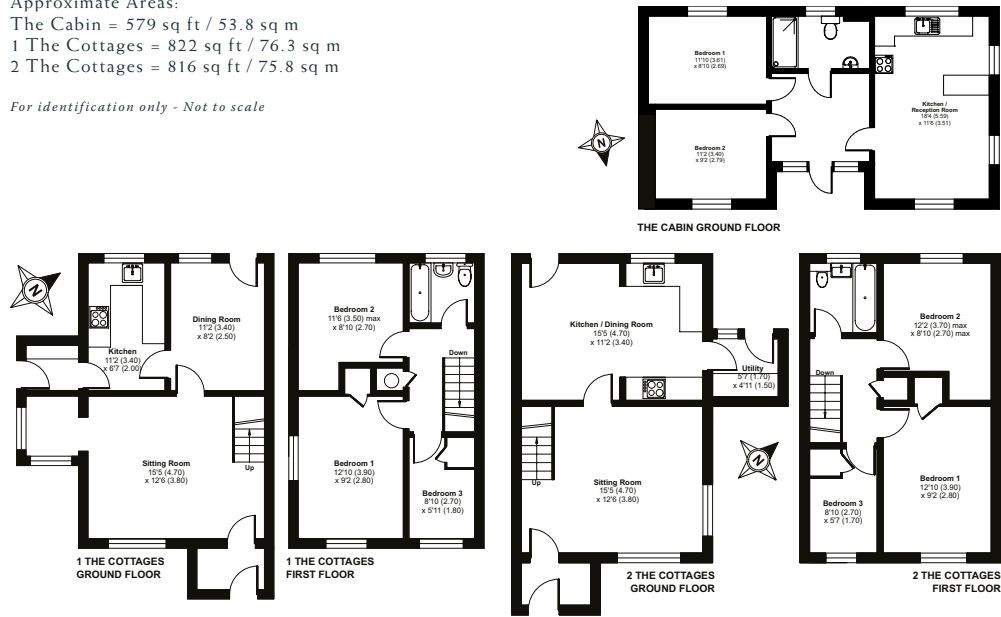 Approximate Areas:
The Cabin = 579 sq ft / 53.8 sq m
1 The Cottages = 822 sq ft / 76.3 sq m
2 The Cottages = 816 sq ft / 75.8 sq m
For identification only - Not to scale
Bedroom 1
11'10 (3.61)
x 8'10 (2.69)
Kitchen /
Reception Room
18'4 (5.59)
x 11'6 (3.51)
Bedroom 2
11'2 (3.40)
x 9'2 (2.79)
N
THE CABIN GROUND FLOOR
N
Dining Room
11'2 (3.40)
x 8'2 (2.50)
Kitchen
11'2 (3.40)
x 6'7 (2.00)
Sitting Room
15'5 (4.70)
x 12'6 (3.80)
Up
1 THE COTTAGES
GROUND FLOOR
Bedroom 2
11'6 (3.50) max
x 8'10 (2.70)
Down
Bedroom 1
12'10 (3.90)
x 9'2 (2.80)
Bedroom 3
8'10 (2.70)
x 5'11 (1.80)
1 THE COTTAGES
FIRST FLOOR
Kitchen / Dining Room
15'5 (4.70)
x 11'2 (3.40)
Utility
5'7 (1.70)
x 4'11 (1.50)
Up
Sitting Room
15'5 (4.70)
x 12'6 (3.80)
N
2 THE COTTAGES
GROUND FLOOR
Bedroom 2
12'2 (3.70) max
x 8'10 (2.70) max
Down
Bedroom 1
12'10 (3.90)
x 9'2 (2.80)
Bedroom 3
8'10 (2.70)
x 5'7 (1.70)
2 THE COTTAGES
FIRST FLOOR